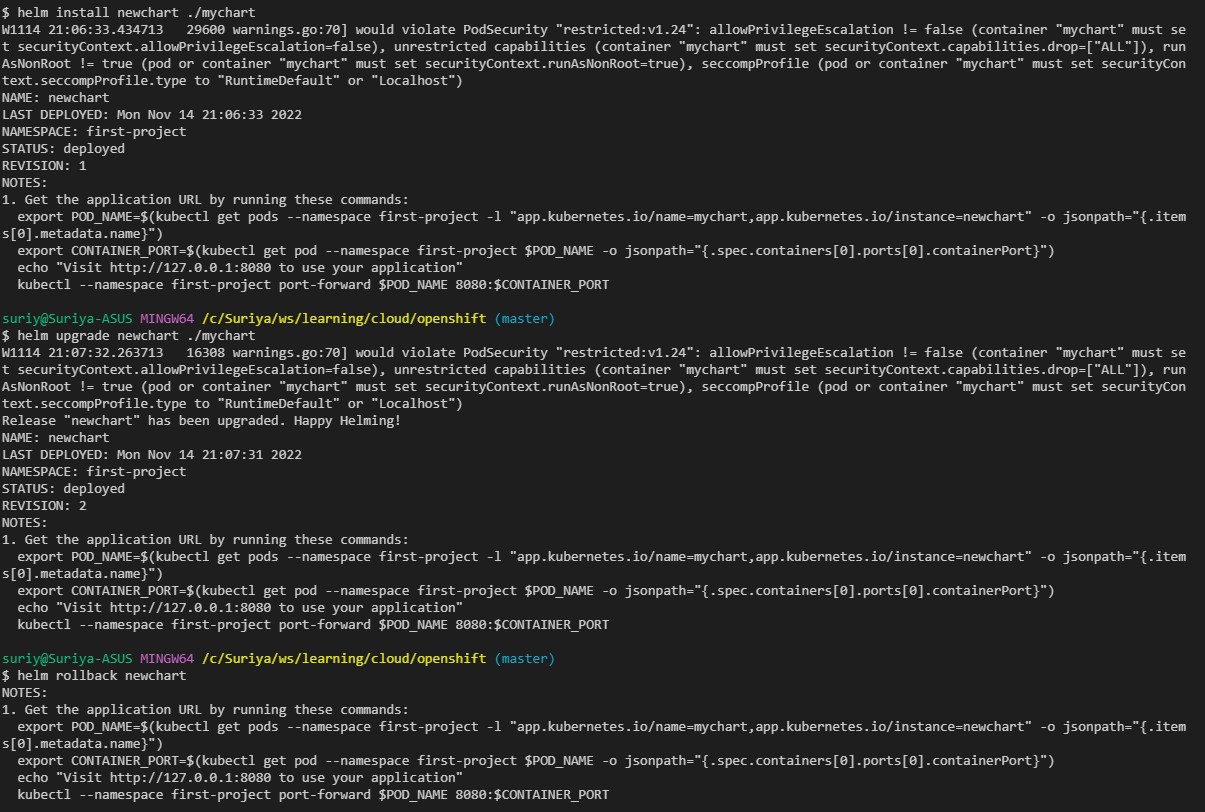 $ helm install newchart ./mychart
W1114 21:06:33.434713   29600 warnings.go:70] would violate PodSecurity "restricted:v1.24": allowPrivilegeEscalation != false (container "mychart" must se
t securityContext.allowPrivilegeEscalation=false), unrestricted capabilities (container "mychart" must set securityContext.capabilities.drop=["ALL"]), run
AsNonRoot != true (pod or container "mychart" must set securityContext.runAsNonRoot=true), seccompProfile (pod or container "mychart" must set securityCon
text.seccompProfile.type to "RuntimeDefault" or "Localhost")
NAME: newchart
LAST DEPLOYED: Mon Nov 14 21:06:33 2022
NAMESPACE: first-project
STATUS: deployed
REVISION: 1
NOTES:
1. Get the application URL by running these commands:
  export POD_NAME=$(kubectl get pods --namespace first-project -l "app.kubernetes.io/name=mychart,app.kubernetes.io/instance=newchart" -o jsonpath="{.item
s[0].metadata.name}")
  export CONTAINER_PORT=$(kubectl get pod --namespace first-project $POD_NAME -o jsonpath="{.spec.containers[0].ports[0].containerPort}")
  echo "Visit http://127.0.0.1:8080 to use your application"
  kubectl --namespace first-project port-forward $POD_NAME 8080:$CONTAINER_PORT

suriy@Suriya-ASUS MINGW64 /c/Suriya/ws/learning/cloud/openshift (master)
$ helm upgrade newchart ./mychart
W1114 21:07:32.263713   16308 warnings.go:70] would violate PodSecurity "restricted:v1.24": allowPrivilegeEscalation != false (container "mychart" must se
t securityContext.allowPrivilegeEscalation=false), unrestricted capabilities (container "mychart" must set securityContext.capabilities.drop=["ALL"]), run
AsNonRoot != true (pod or container "mychart" must set securityContext.runAsNonRoot=true), seccompProfile (pod or container "mychart" must set securityCon
text.seccompProfile.type to "RuntimeDefault" or "Localhost")
Release "newchart" has been upgraded. Happy Helming!
NAME: newchart
LAST DEPLOYED: Mon Nov 14 21:07:31 2022
NAMESPACE: first-project
STATUS: deployed
REVISION: 2
NOTES:
1. Get the application URL by running these commands:
  export POD_NAME=$(kubectl get pods --namespace first-project -l "app.kubernetes.io/name=mychart,app.kubernetes.io/instance=newchart" -o jsonpath="{.item
s[0].metadata.name}")
  export CONTAINER_PORT=$(kubectl get pod --namespace first-project $POD_NAME -o jsonpath="{.spec.containers[0].ports[0].containerPort}")
  echo "Visit http://127.0.0.1:8080 to use your application"
  kubectl --namespace first-project port-forward $POD_NAME 8080:$CONTAINER_PORT

suriy@Suriya-ASUS MINGW64 /c/Suriya/ws/learning/cloud/openshift (master)
$ helm rollback newchart
NOTES:
1. Get the application URL by running these commands:
  export POD_NAME=$(kubectl get pods --namespace first-project -l "app.kubernetes.io/name=mychart,app.kubernetes.io/instance=newchart" -o jsonpath="{.item
s[0].metadata.name}")
  export CONTAINER_PORT=$(kubectl get pod --namespace first-project $POD_NAME -o jsonpath="{.spec.containers[0].ports[0].containerPort}")
  echo "Visit http://127.0.0.1:8080 to use your application"
  kubectl --namespace first-project port-forward $POD_NAME 8080:$CONTAINER_PORT